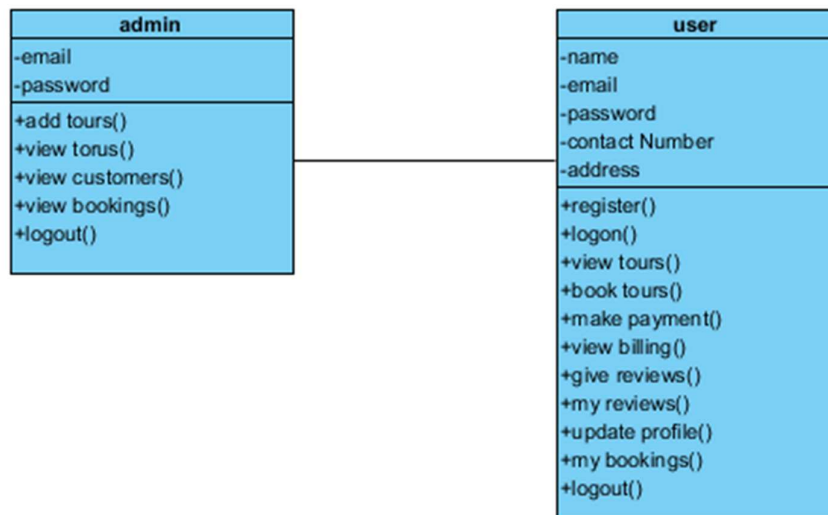 admin
-email
-password
+add tours()
+view torus()
+view customers()
+view bookings()
+logout()
user
-name
-email
-password
-contact Number
-address
+register()
+logon()
+view tours()
+book tours()
+make payment()
+view billing()
+give reviews()
+my reviews()
+update profile()
+my bookings()
+logout()